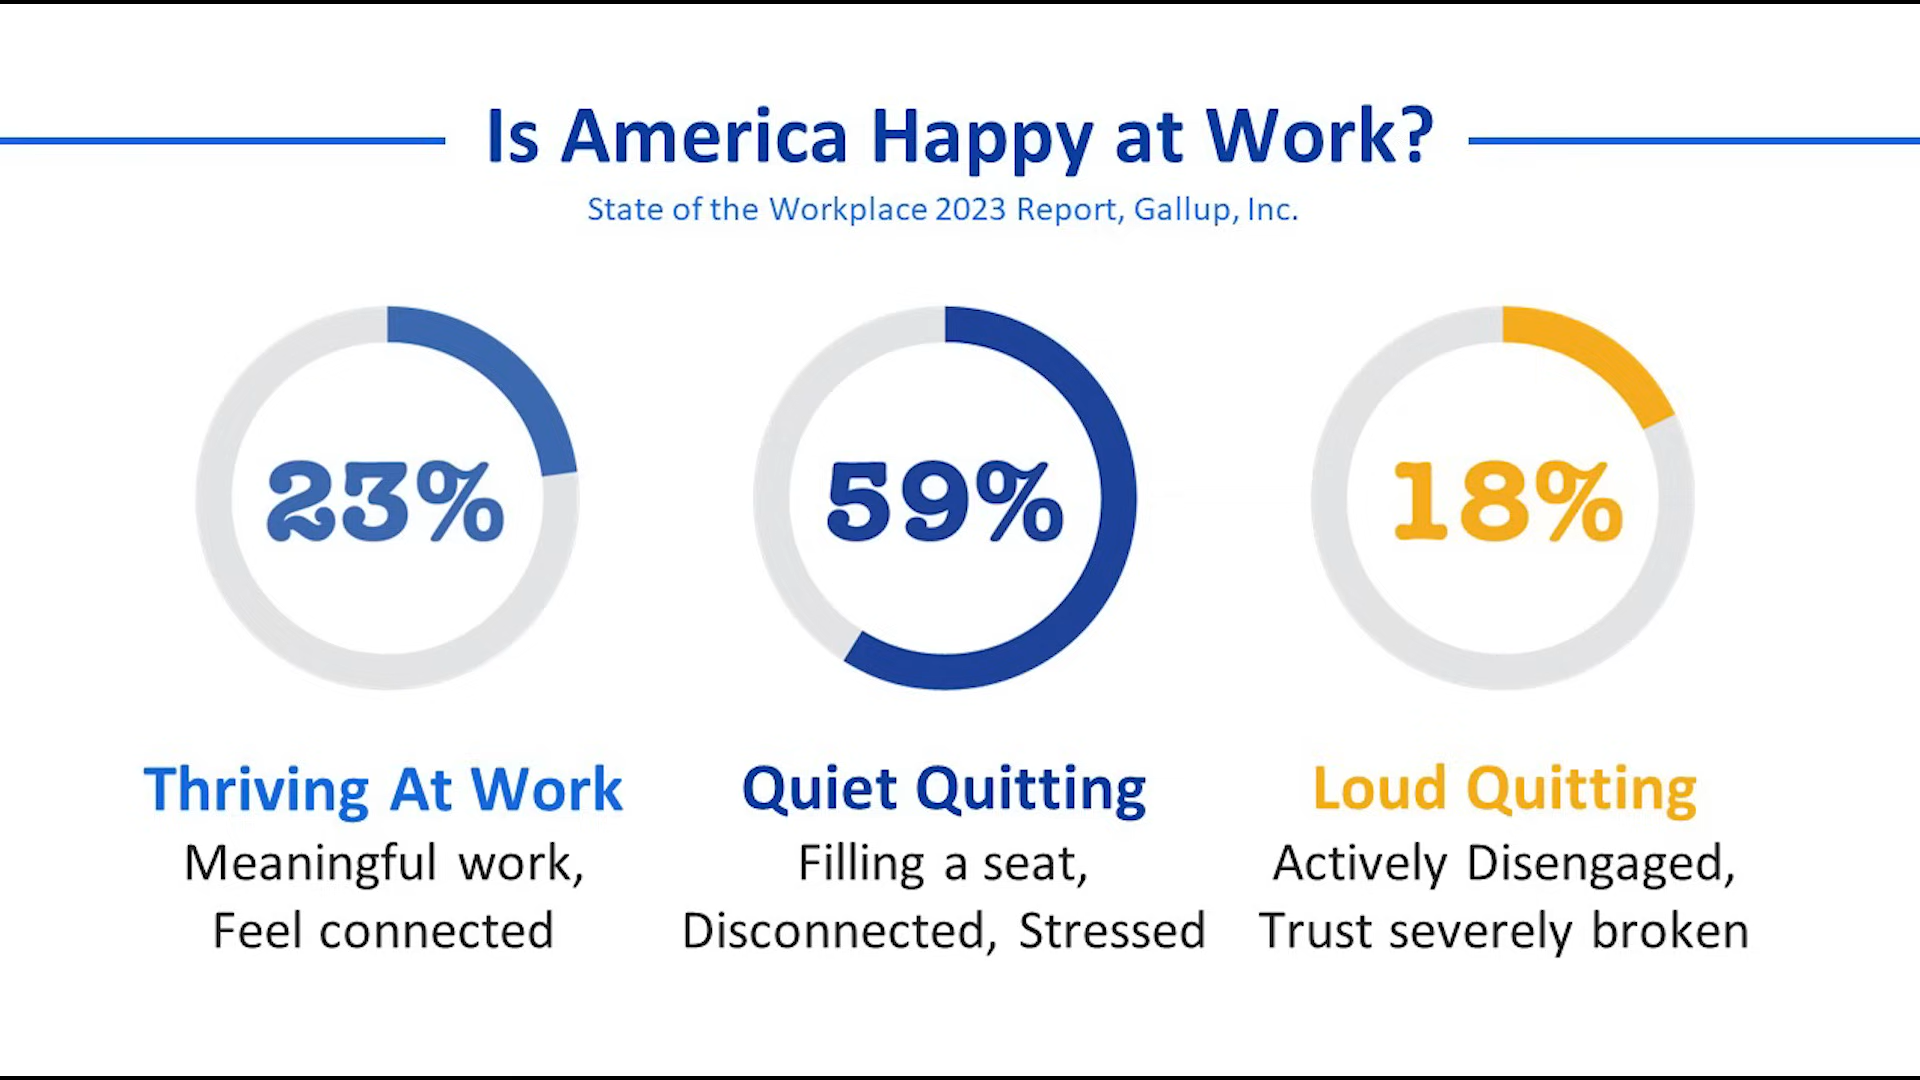 Is America Happy at Work?
State of the Workplace 2023 Report, Gallup, Inc.
23%
59%
18%
Thriving At Work
Meaningful work,
Feel connected
Quiet Quitting
Filling a seat,
Disconnected, Stressed
Loud Quitting
Actively Disengaged,
Trust severely broken